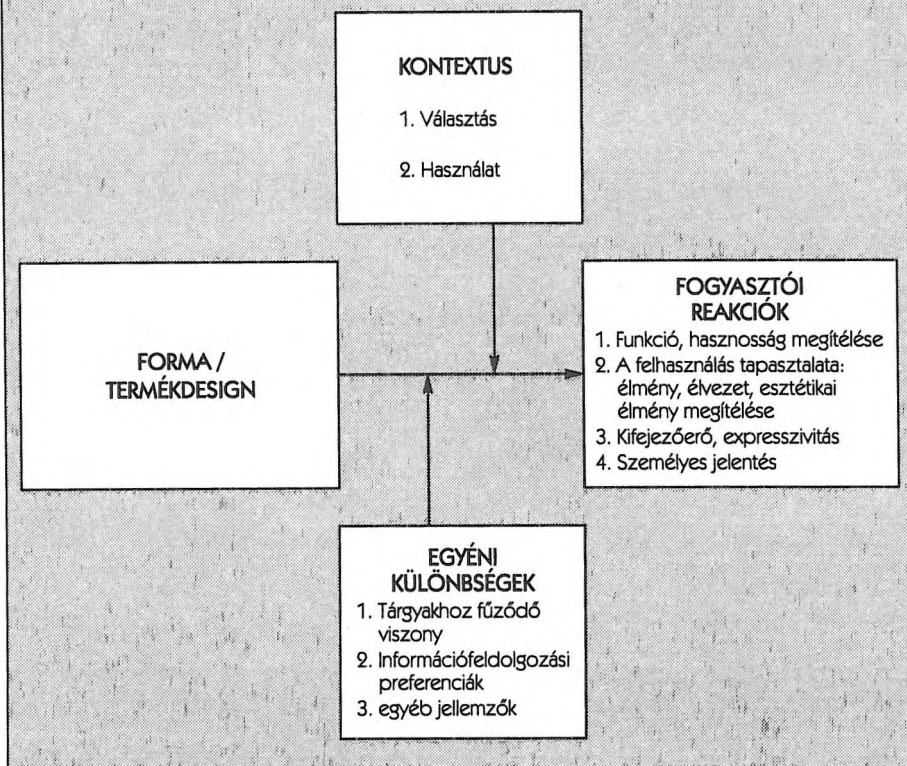 KONTEXTUS
1. Választás
2. Használat
FORMA /
TERMÉKDESIGN
FOGYASZTÓI
REAKCIÓK
1. Funkció, hasznosság megítélése
2. A felhasználás tapasztalata:
élmény, élvezet, esztétikai
élmény megítélése
3. Kifejezőerő, expresszivitás
4. Személyes jelentés
EGYÉNI
KÜLÖNBSÉGEK
1. Tárgyakhoz fűződő
viszony
2. Információfeldolgozási
preferenciák
3. egyéb jellemzők